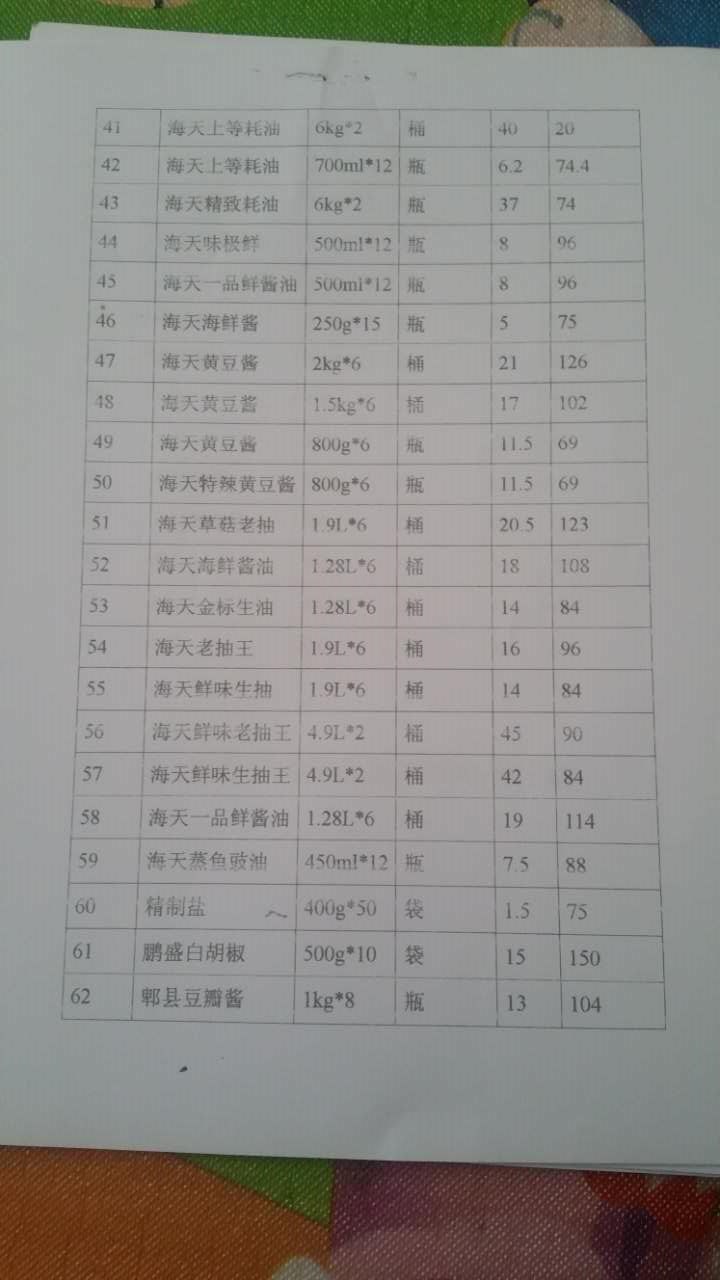 41 海天上等耗油 6kg*2 桶 40 20
42 海天上等耗油 700ml*12 瓶 6.2 74.4
43 海天精致耗油 6kg*2 瓶 37 74
44 海天味极鲜 500ml*12 瓶 8 96
45 海天一品鲜酱油 500mi*12 瓶 8 96
46 海天海鲜酱 250g*15 瓶 5 75
47 海天黄豆酱 2kg*6 桶 21 126
48 海天黄豆酱 1.5kg*6 桶 17 102
49 海天黄豆酱 800g*6 瓶 11.5 69
50 海天特辣黄豆酱 800g*6 瓶 11.5 69
51 海天草菇老抽 1.9L*6 桶 20.5 123
52 海天海鲜酱油 1.28L*6 桶 18 108
53 海天金标生油 1.28L*6 桶 14 84
54 海天老抽王 1.9L*6 桶 16 96
55 海天鲜味生抽 1.9L*6 桶 14 84
56 海天鲜味老抽王 4.9L*2 桶 45 90
57 海天鲜味生抽王 4.9L*2 桶 42 84
58 海天一品鲜酱油 1.28L*6 桶 19 114
59 海天蒸鱼豉油 450ml*12 瓶 7.5 88
60 精制盐 400g*50 袋 1.5 75
61 鹏盛白胡椒 500g*10 袋 15 150
62 郫县豆瓣酱 1kg*8 瓶 13 104